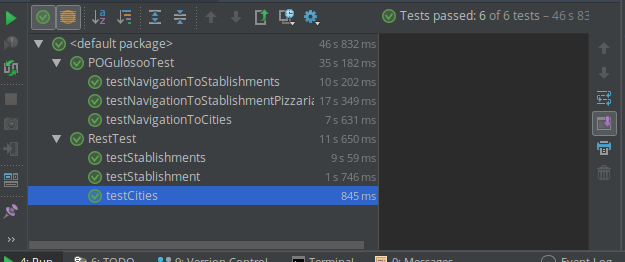 Tests passed: 6 of 6 tests – 46 s 83
<default package> 46 s 832 ms
POGulosooTest 35 s 182 ms
testNavigationToStablishments 10 s 202 ms
testNavigationToStablishmentPizzaria 17 s 349 ms
testNavigationToCities 7 s 631 ms
RestTest 11 s 650 ms
testStablishments 9 s 59 ms
testStablishment 1 s 746 ms
testCities 845 ms
4: Run 6: TODO 9: Version Control Terminal 0: Messages Event Log